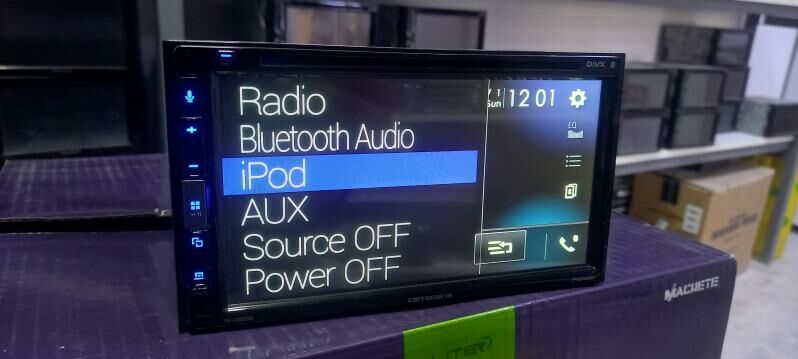 DIVX
Radio
Bluetooth Audio
iPod
AUX
Source OFF
Power OFF
Sun
12 01
EQ
carrozzeria
MACHETE